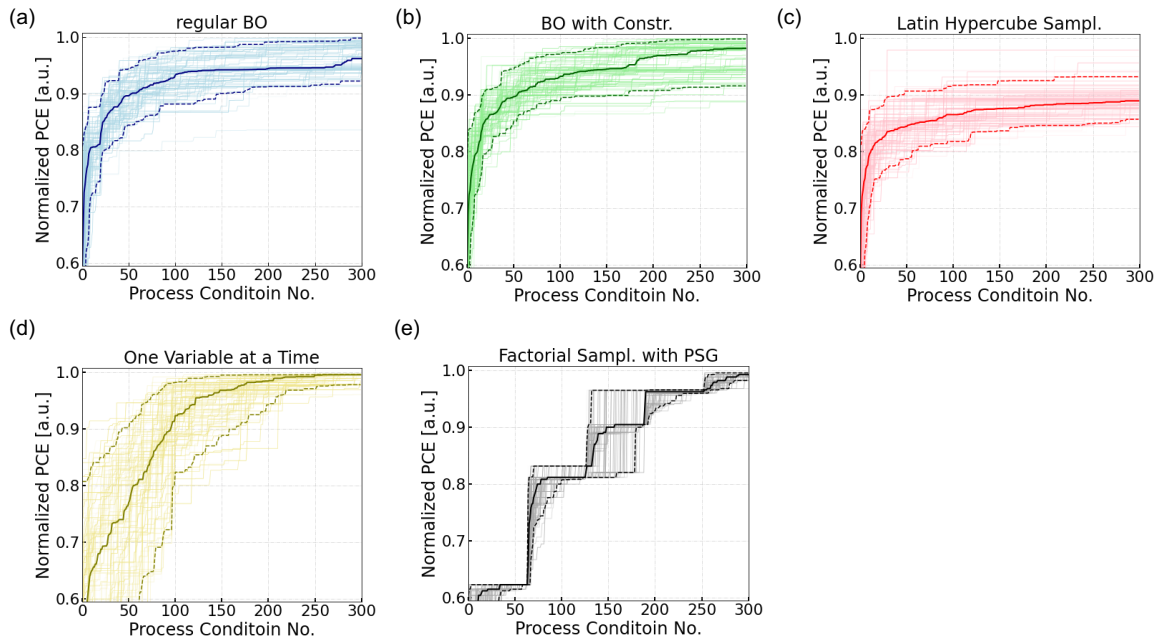 (a)
regular BO
Normalized PCE [a.u.]
1.0
0.9
0.8
0.7
0.6
0 50 100 150 200 250 300
Process Conditoin No.
(b)
BO with Constr.
Normalized PCE [a.u.]
1.0
0.9
0.8
0.7
0.6
0 50 100 150 200 250 300
Process Conditoin No.
(c)
Latin Hypercube Sampl.
Normalized PCE [a.u.]
1.0
0.9
0.8
0.7
0.6
0 50 100 150 200 250 300
Process Conditoin No.
(d)
One Variable at a Time
Normalized PCE [a.u.]
1.0
0.9
0.8
0.7
0.6
0 50 100 150 200 250 300
Process Conditoin No.
(e)
Factorial Sampl. with PSG
Normalized PCE [a.u.]
1.0
0.9
0.8
0.7
0.6
0 50 100 150 200 250 300
Process Conditoin No.